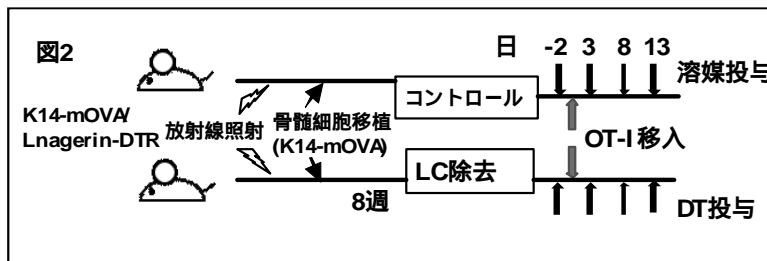 図2
日 -2 3 8 13
溶媒投与
コントロール
K14-mOVA/
Lnagerin-DTR
放射線照射
骨髄細胞移植
(K14-mOVA)
OT-I 移入
LC除去
8週
DT投与